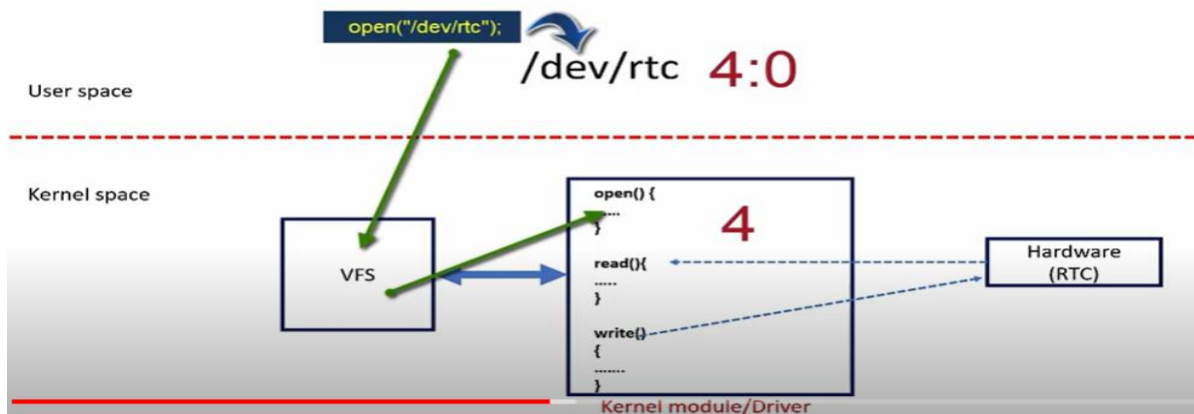 open("/dev/rtc");
/dev/rtc 4:0
User space
Kernel space
VFS
open() {
.....
}
4
read(){
.....
}
write()
{
.......
}
Hardware
(RTC)
Kernel module/Driver